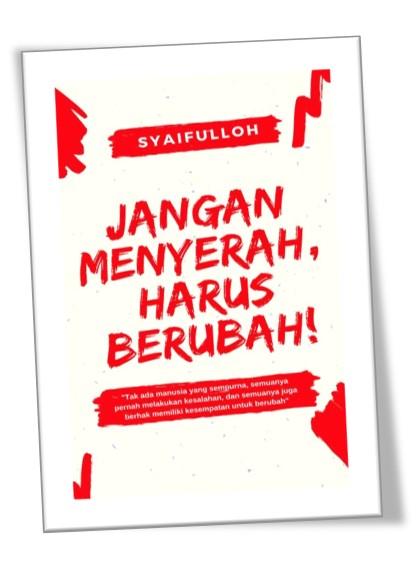 SYAIFULLOH
JANGAN
MENYERAH,
HARUS
BERUBAH!
"Tak ada manusia yang sempurna, semuanya
pernah melakukan kesalahan, dan semuanya juga
berhak memiliki kesempatan untuk berubah"